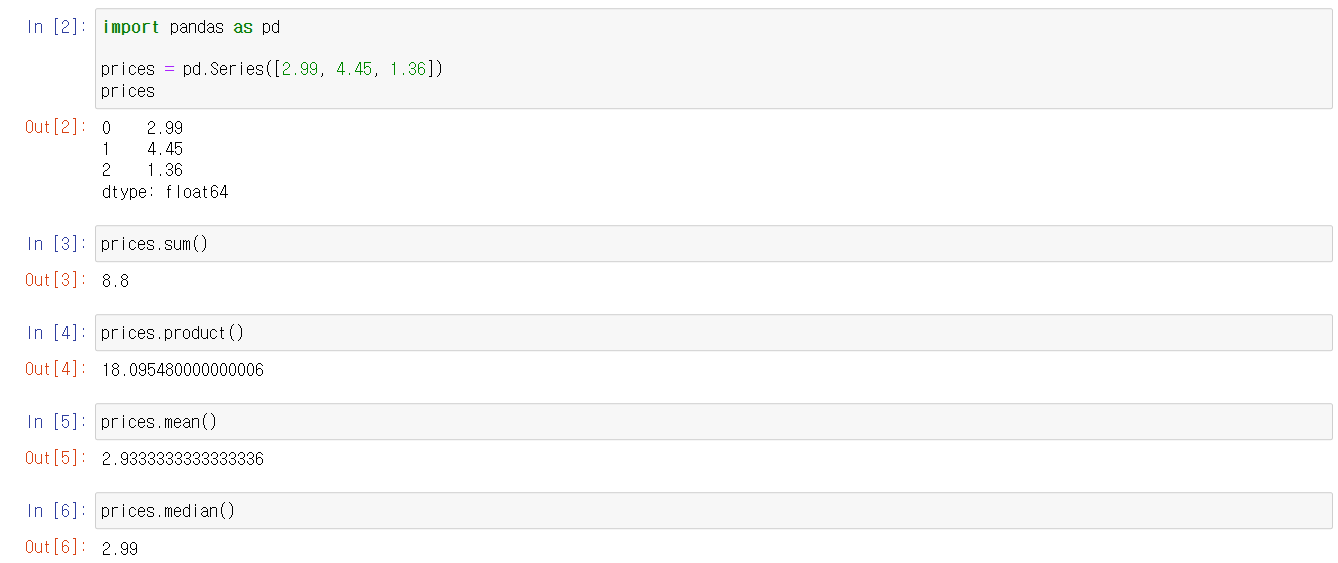 In [2]: import pandas as pd
prices = pd.Series([2.99, 4.45, 1.36])
prices
Out[2]: 0    2.99
1    4.45
2    1.36
dtype: float64
In [3]: prices.sum()
Out[3]: 8.8
In [4]: prices.product()
Out[4]: 18.095480000000006
In [5]: prices.mean()
Out[5]: 2.9333333333333336
In [6]: prices.median()
Out[6]: 2.99